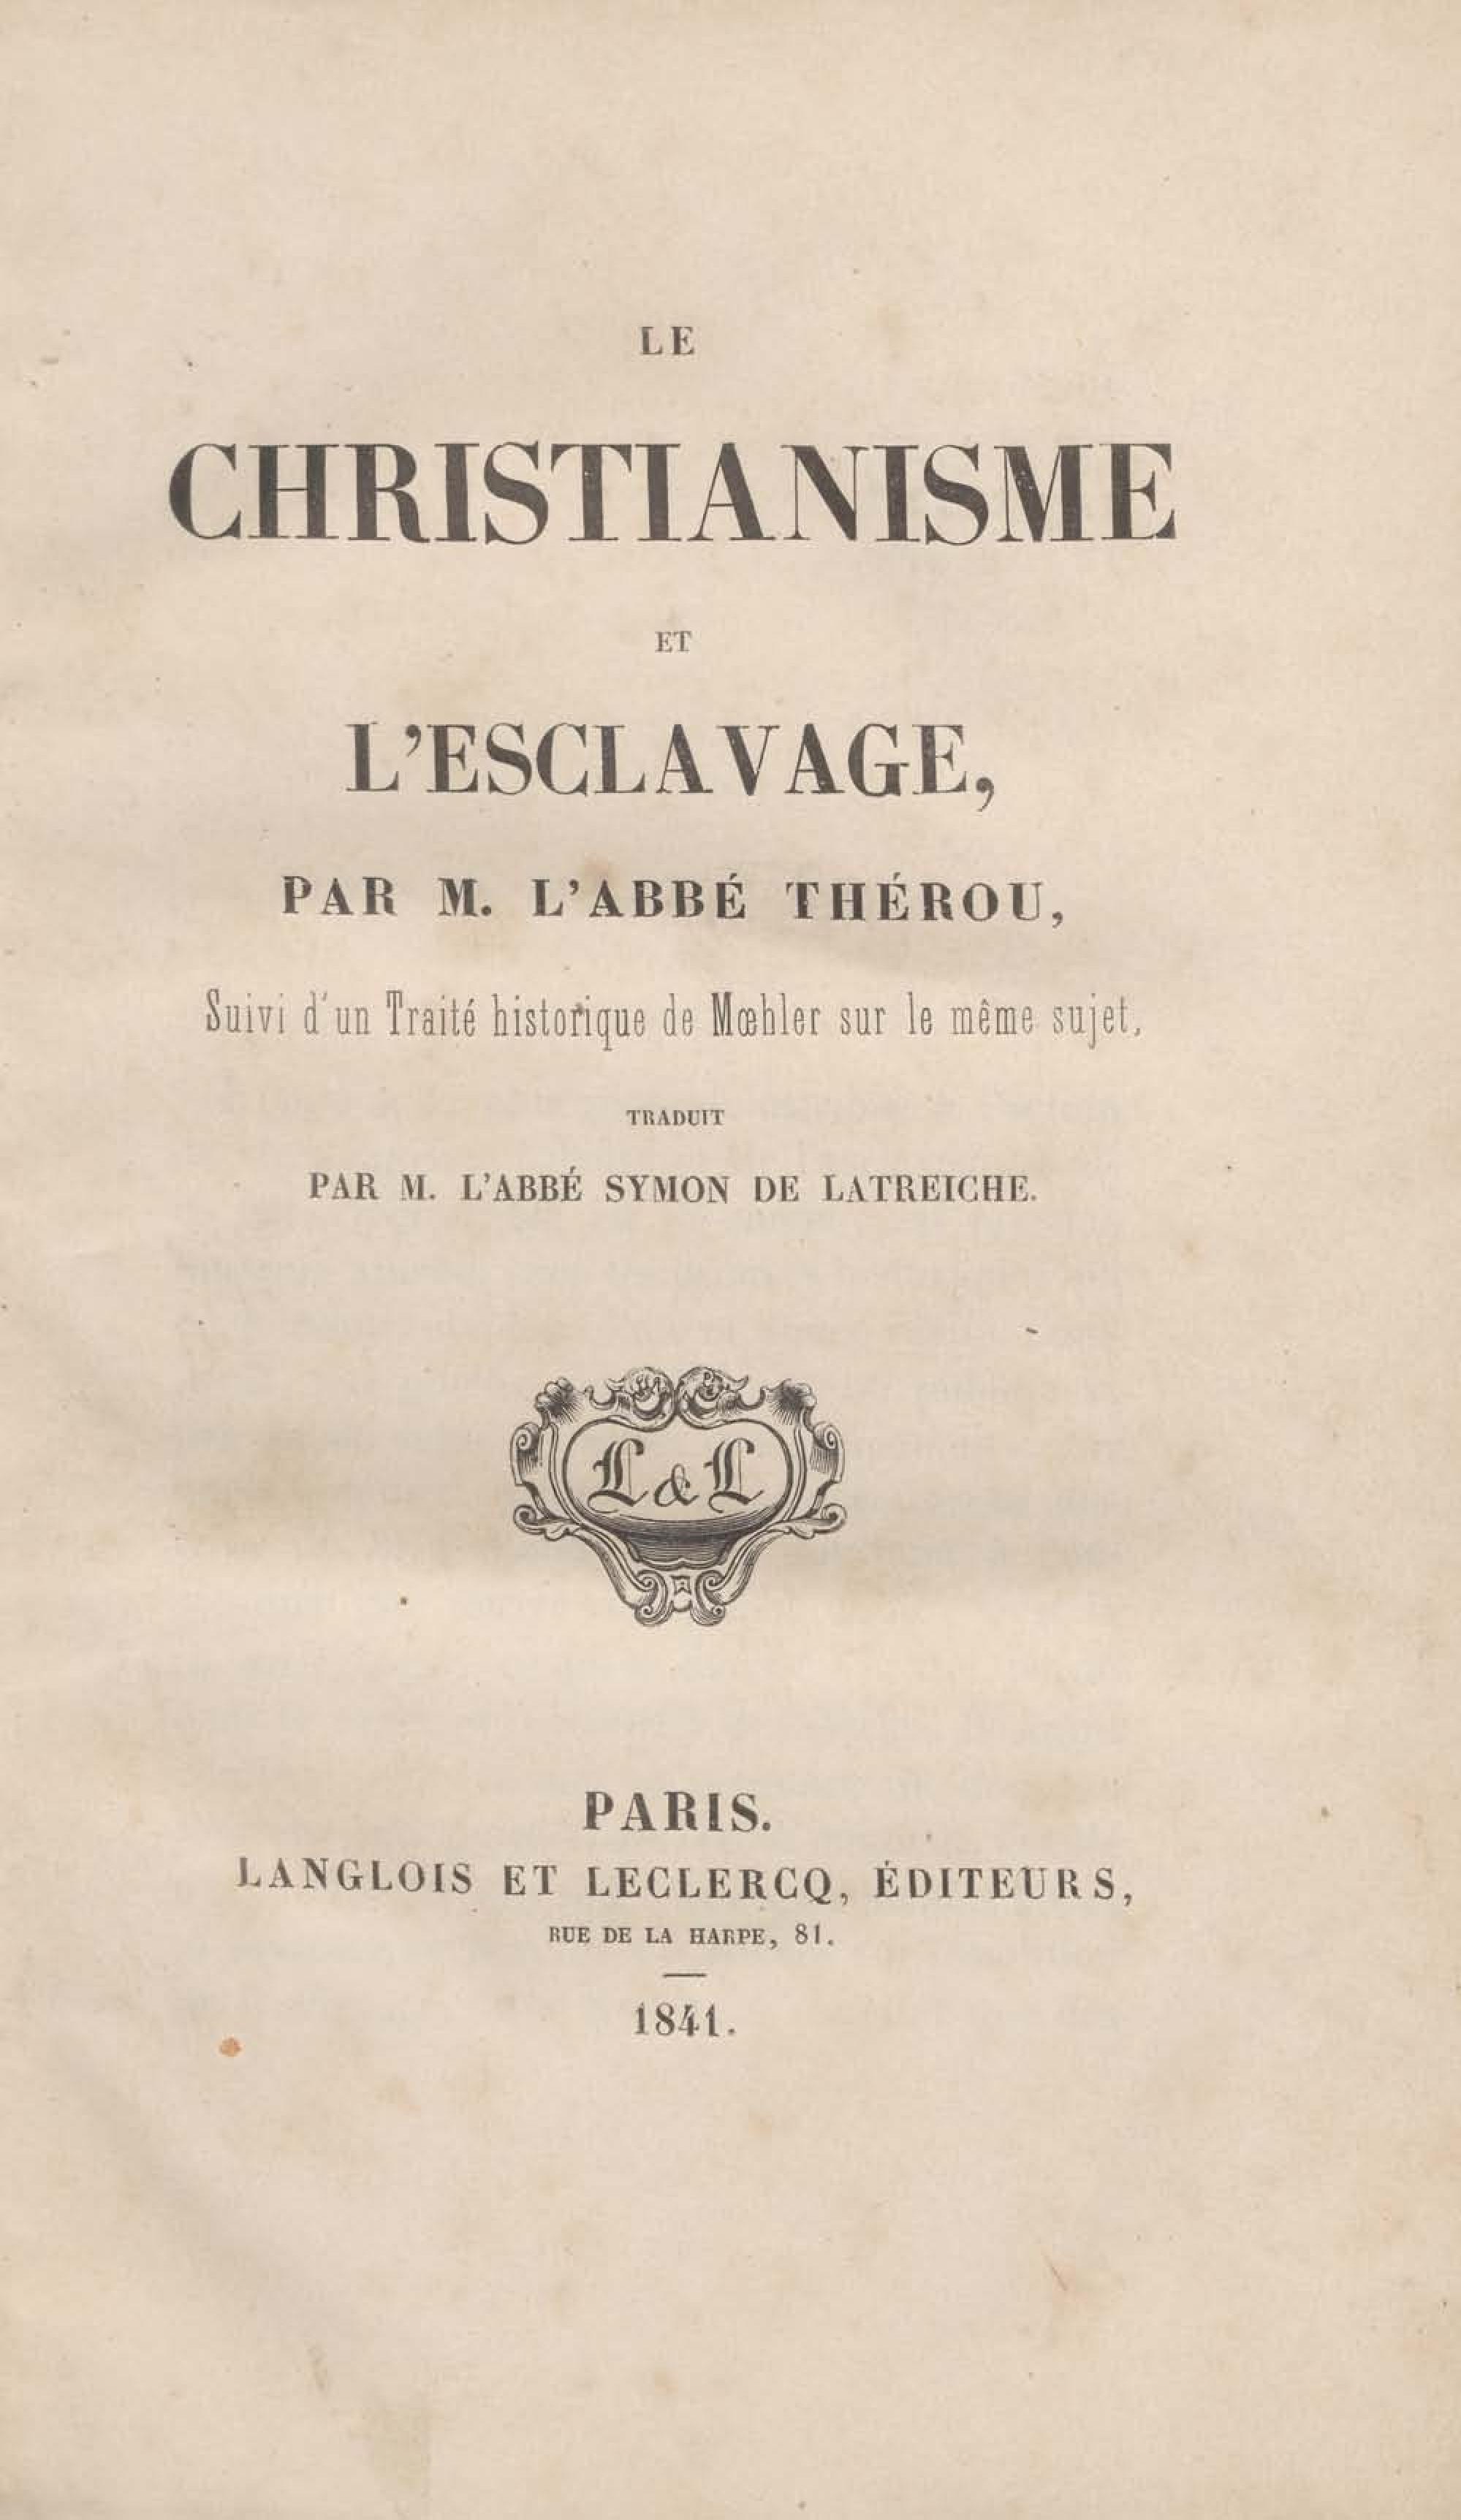 LE
CHRISTIANISME
ET
L'ESCLAVAGE,
PAR M. L'ABBÉ THÉROU,
Suivi d'un Traité historique de Mœhler sur le même sujet,
TRADUIT
PAR M. L'ABBÉ SYMON DE LATREICHE.
L & L
PARIS.
LANGLOIS ET LECLERCQ, ÉDITEURS,
RUE DE LA HARPE, 81.
1841.